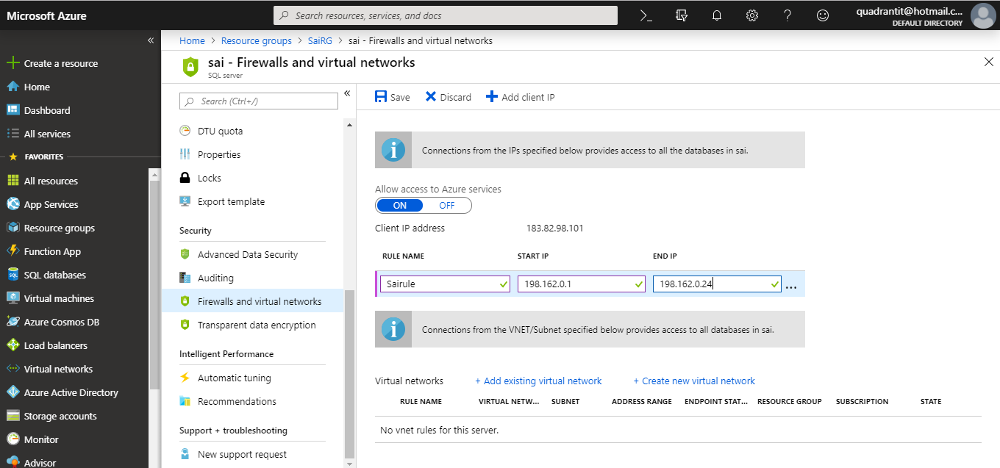 Microsoft Azure
Search resources, services, and docs
quadrantit@hotmail.c...
DEFAULT DIRECTORY
Create a resource
Home
Dashboard
All services
FAVORITES
All resources
App Services
Resource groups
Function App
SQL databases
Virtual machines
Azure Cosmos DB
Load balancers
Virtual networks
Azure Active Directory
Storage accounts
Monitor
Advisor
Home > Resource groups > SaiRG > sai - Firewalls and virtual networks
sai - Firewalls and virtual networks
SQL server
Search (Ctrl+/)
DTU quota
Properties
Locks
Export template
Security
Advanced Data Security
Auditing
Firewalls and virtual networks
Transparent data encryption
Intelligent Performance
Automatic tuning
Recommendations
Support + troubleshooting
New support request
Save Discard Add client IP
Connections from the IPs specified below provides access to all the databases in sai.
Allow access to Azure services
ON OFF
Client IP address 183.82.98.101
RULE NAME START IP END IP
Sairule 198.162.0.1 198.162.0.24 ...
Connections from the VNET/Subnet specified below provides access to all databases in sai.
Virtual networks + Add existing virtual network + Create new virtual network
RULE NAME VIRTUAL NETW... SUBNET ADDRESS RANGE ENDPOINT STAT... RESOURCE GROUP SUBSCRIPTION STATE
No vnet rules for this server.